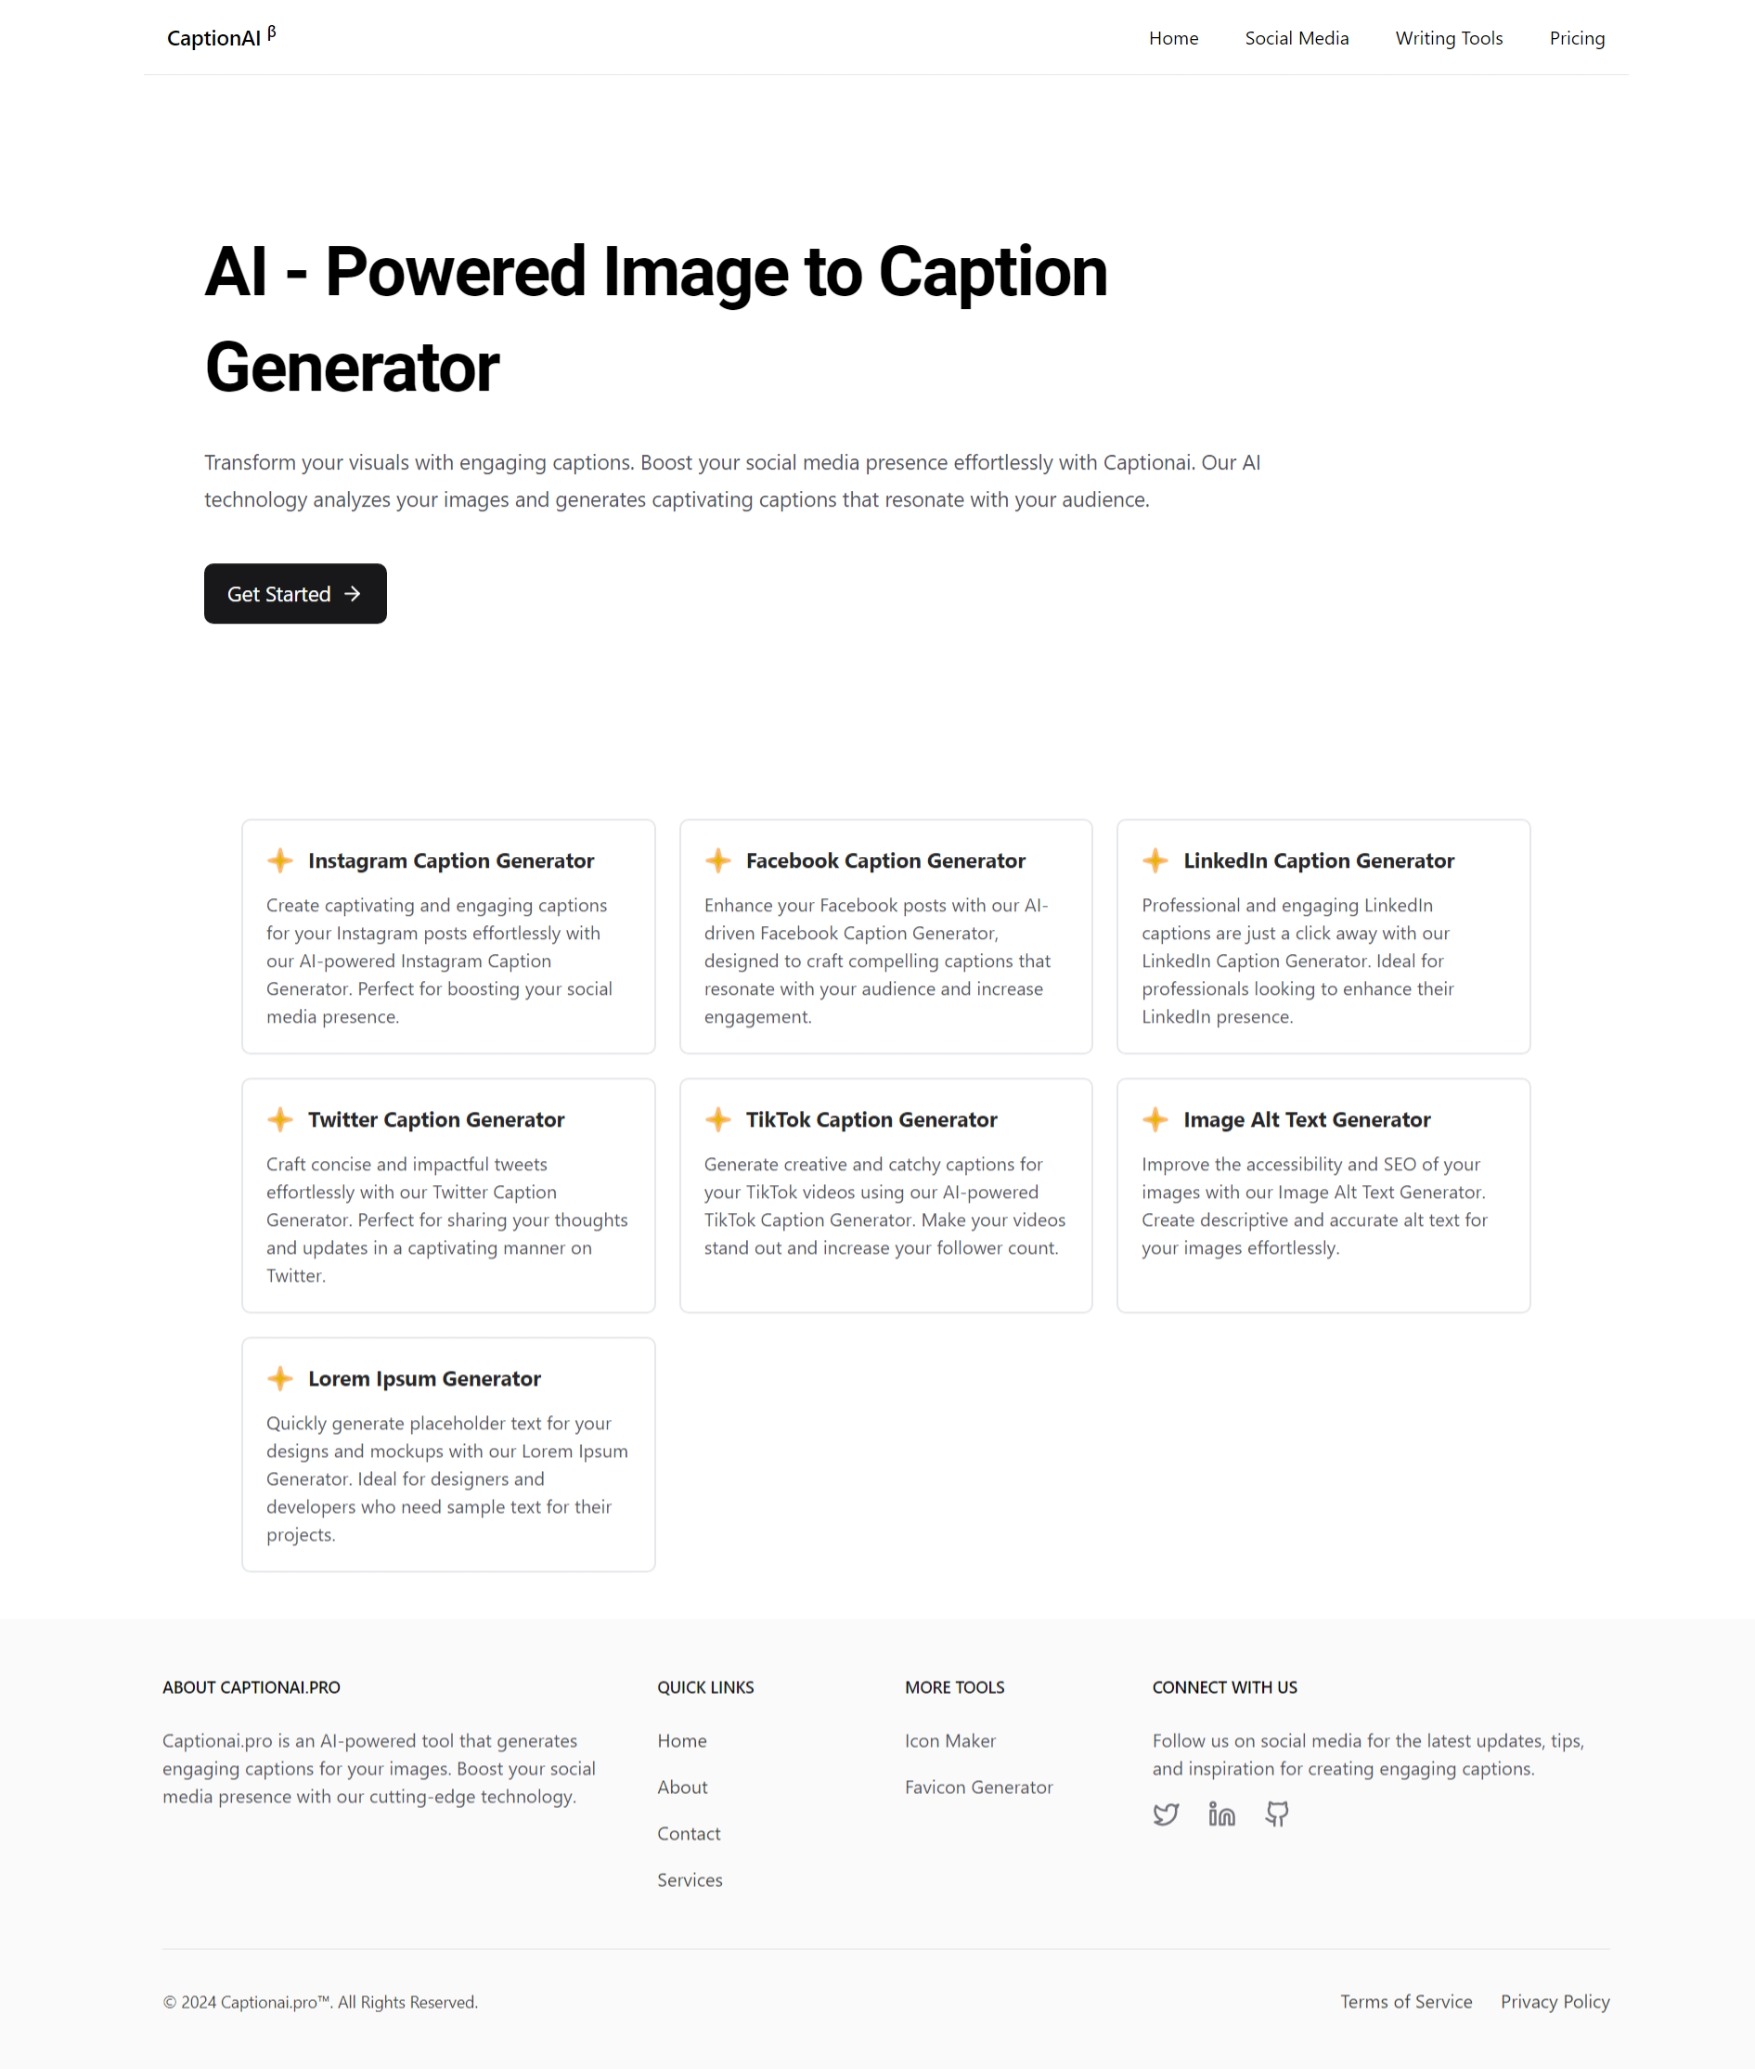 CaptionAI β
Home Social Media Writing Tools Pricing
AI - Powered Image to Caption
Generator
Transform your visuals with engaging captions. Boost your social media presence effortlessly with Captionai. Our AI
technology analyzes your images and generates captivating captions that resonate with your audience.
Get Started →
Instagram Caption Generator
Create captivating and engaging captions
for your Instagram posts effortlessly with
our AI-powered Instagram Caption
Generator. Perfect for boosting your social
media presence.
Facebook Caption Generator
Enhance your Facebook posts with our AI-
driven Facebook Caption Generator,
designed to craft compelling captions that
resonate with your audience and increase
engagement.
LinkedIn Caption Generator
Professional and engaging LinkedIn
captions are just a click away with our
LinkedIn Caption Generator. Ideal for
professionals looking to enhance their
LinkedIn presence.
Twitter Caption Generator
Craft concise and impactful tweets
effortlessly with our Twitter Caption
Generator. Perfect for sharing your thoughts
and updates in a captivating manner on
Twitter.
TikTok Caption Generator
Generate creative and catchy captions for
your TikTok videos using our AI-powered
TikTok Caption Generator. Make your videos
stand out and increase your follower count.
Image Alt Text Generator
Improve the accessibility and SEO of your
images with our Image Alt Text Generator.
Create descriptive and accurate alt text for
your images effortlessly.
Lorem Ipsum Generator
Quickly generate placeholder text for your
designs and mockups with our Lorem Ipsum
Generator. Ideal for designers and
developers who need sample text for their
projects.
ABOUT CAPTIONAI.PRO
Captionai.pro is an AI-powered tool that generates
engaging captions for your images. Boost your social
media presence with our cutting-edge technology.
QUICK LINKS
Home
About
Contact
Services
MORE TOOLS
Icon Maker
Favicon Generator
CONNECT WITH US
Follow us on social media for the latest updates, tips,
and inspiration for creating engaging captions.
© 2024 Captionai.pro™. All Rights Reserved.
Terms of Service Privacy Policy